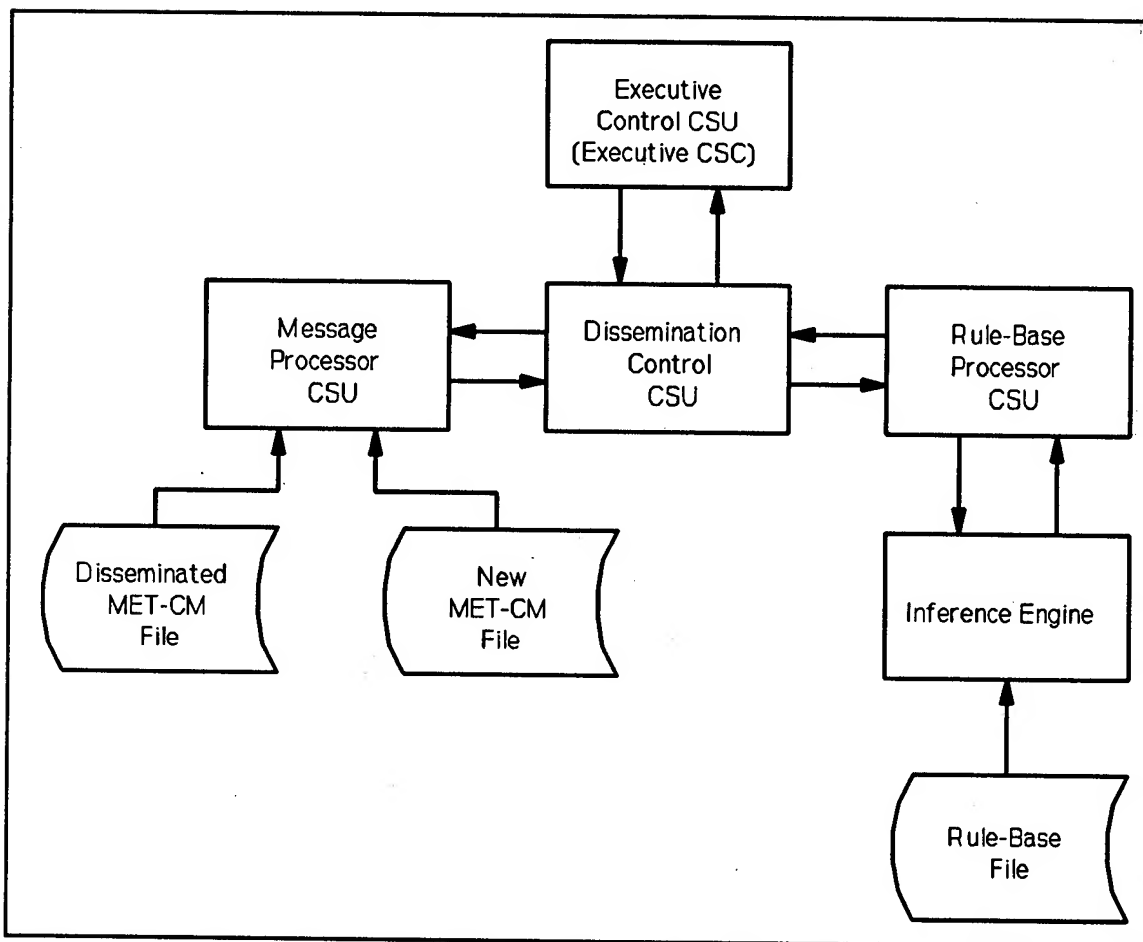 Executive
Control CSU
(Executive CSC)
Message
Processor
CSU
Dissemination
Control
CSU
Rule-Base
Processor
CSU
Disseminated
MET-CM
File
New
MET-CM
File
Inference Engine
Rule-Base
File